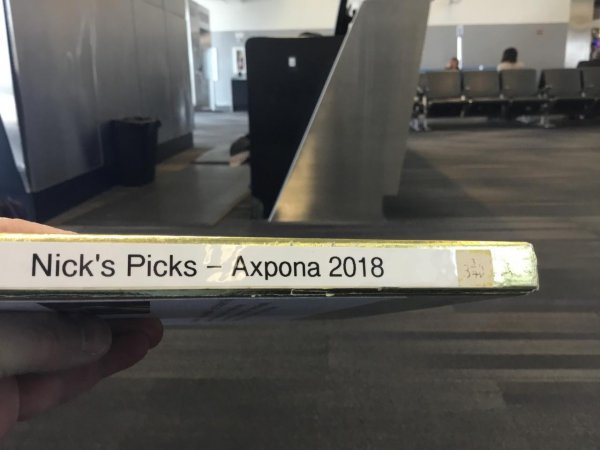 Nick's Picks – Axpona 2018